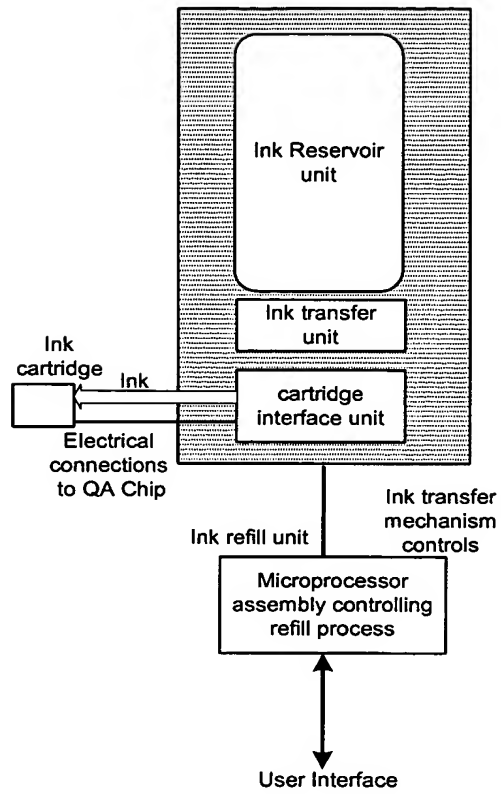 Ink Reservoir
unit
Ink transfer
unit
Ink
cartridge
Ink
cartridge
interface unit
Electrical
connections
to QA Chip
Ink transfer
mechanism
controls
Ink refill unit
Microprocessor
assembly controlling
refill process
User Interface